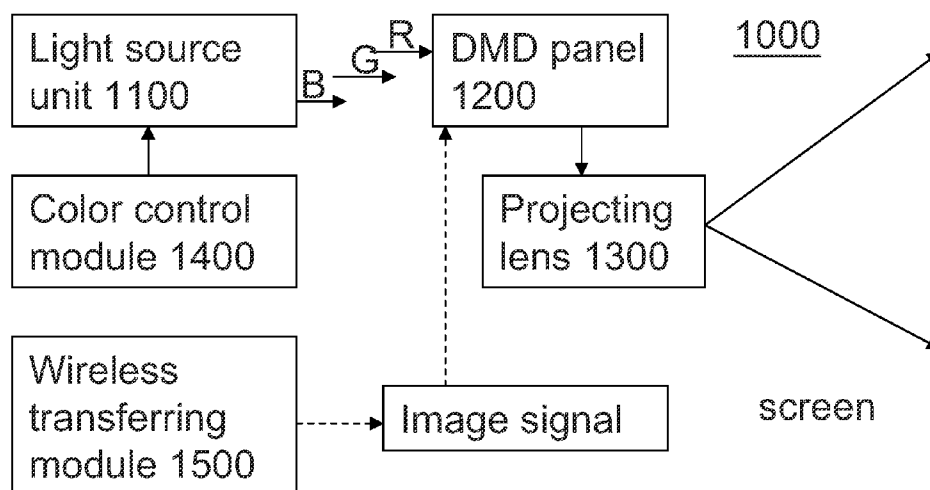 Light source
unit 1100
B
G
R
DMD panel
1200
1000
Color control
module 1400
Projecting
lens 1300
Wireless
transferring
module 1500
Image signal
screen